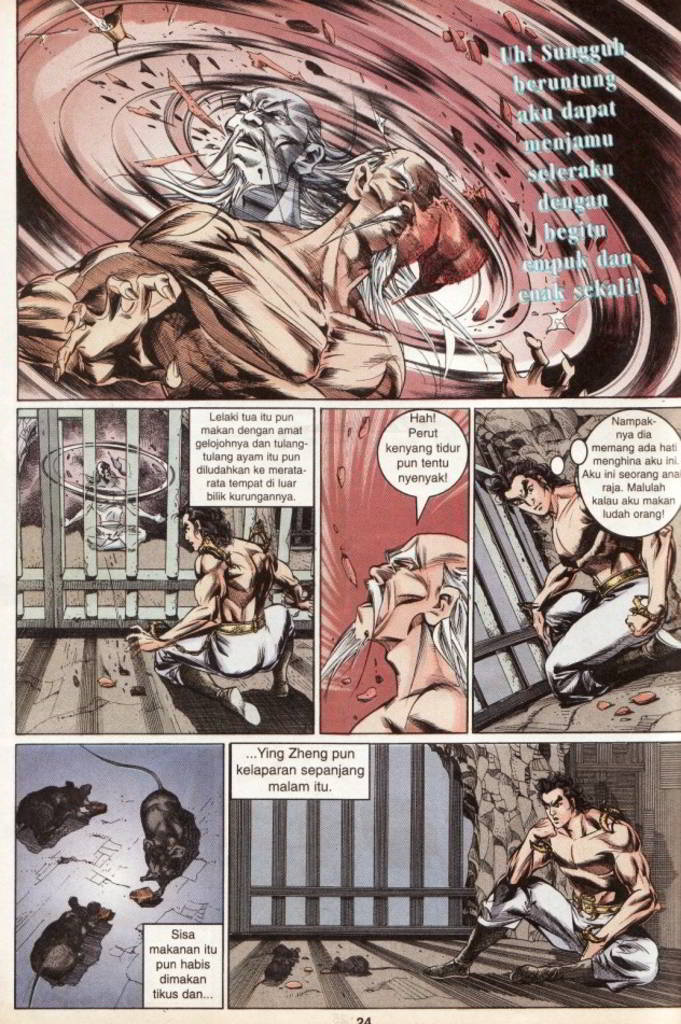 Uh! Sungguh
beruntung
aku dapat
menjamu
seleraku
dengan
begitu
empuk dan
enak sekali!
Lelaki tua itu pun
makan dengan amat
gelojohnya dan tulang-
tulang ayam itu pun
diludahkan ke merata-
rata tempat di luar
bilik kurungannya.
Hah!
Perut
kenyang tidur
pun tentu
nyenyak!
Nampak-
nya dia
memang ada hati
menghina aku ini.
Aku ini seorang ana
raja. Malulah
kalau aku makan
ludah orang!
Sisa
makanan itu
pun habis
dimakan
tikus dan...
...Ying Zheng pun
kelaparan sepanjang
malam itu.
24